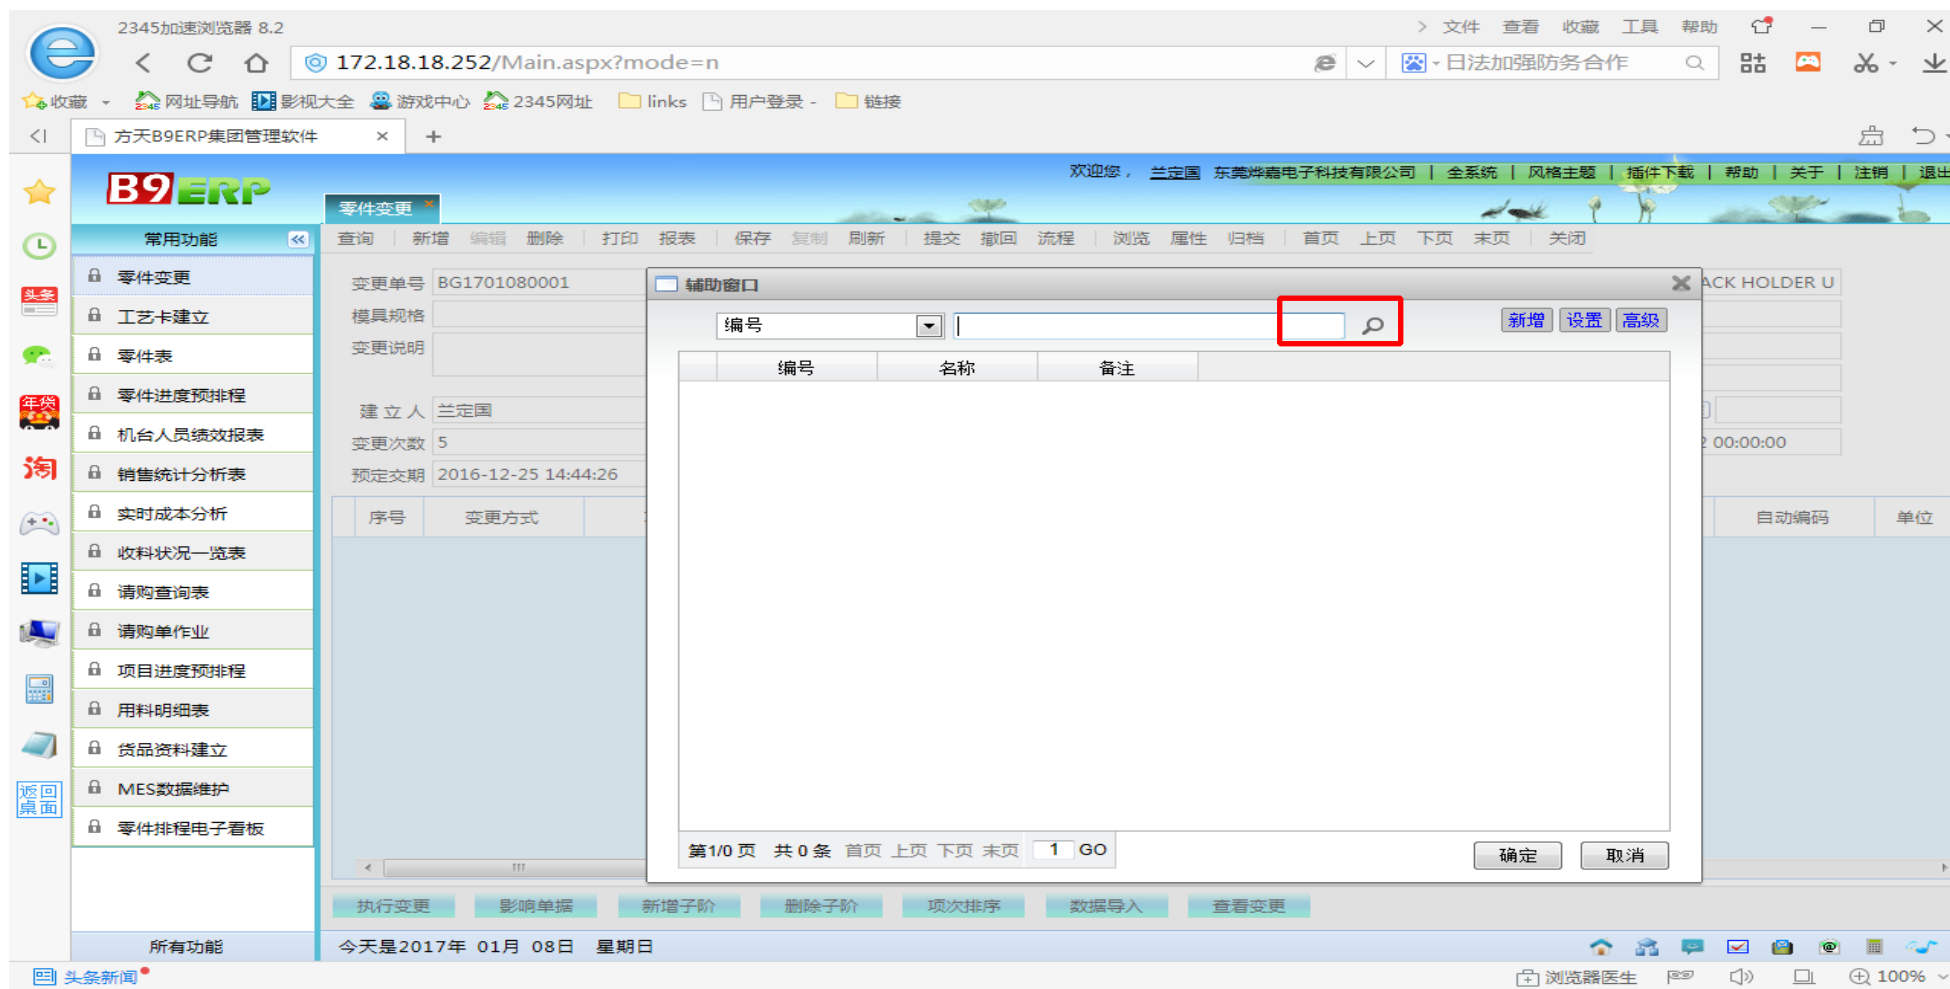 2345加速浏览器 8.2
> 文件 查看 收藏 工具 帮助
172.18.18.252/Main.aspx?mode=n
日法加强防务合作
收藏 网址导航 影视大全 游戏中心 2345网址 links 用户登录 - 链接
方天B9ERP集团管理软件 × +
欢迎您， 兰定国 东莞烨嘉电子科技有限公司 | 全系统 | 风格主题 | 插件下载 | 帮助 | 关于 | 注销 | 退出
B9 ERP
零件变更 ×
常用功能
查询 新增 编辑 删除 打印 报表 保存 复制 刷新 提交 撤回 流程 浏览 属性 归档 首页 上页 下页 末页 关闭
零件变更
工艺卡建立
零件表
零件进度预排程
机台人员绩效报表
销售统计分析表
实时成本分析
收料状况一览表
请购查询表
请购单作业
项目进度预排程
用料明细表
货品资料建立
MES数据维护
零件排程电子看板
所有功能
头条
年货
淘
返回
桌面
变更单号 BG1701080001
ACK HOLDER U
模具规格
变更说明
建立人 兰定国
变更次数 5
2 00:00:00
预定交期 2016-12-25 14:44:26
序号 变更方式
自动编码 单位
辅助窗口
编号
新增 设置 高级
编号 名称 备注
第1/0 页 共 0 条 首页 上页 下页 末页 1 GO
确定 取消
执行变更 影响单据 新增子阶 删除子阶 项次排序 数据导入 查看变更
今天是2017年 01月 08日 星期日
头条新闻
浏览器医生
100%